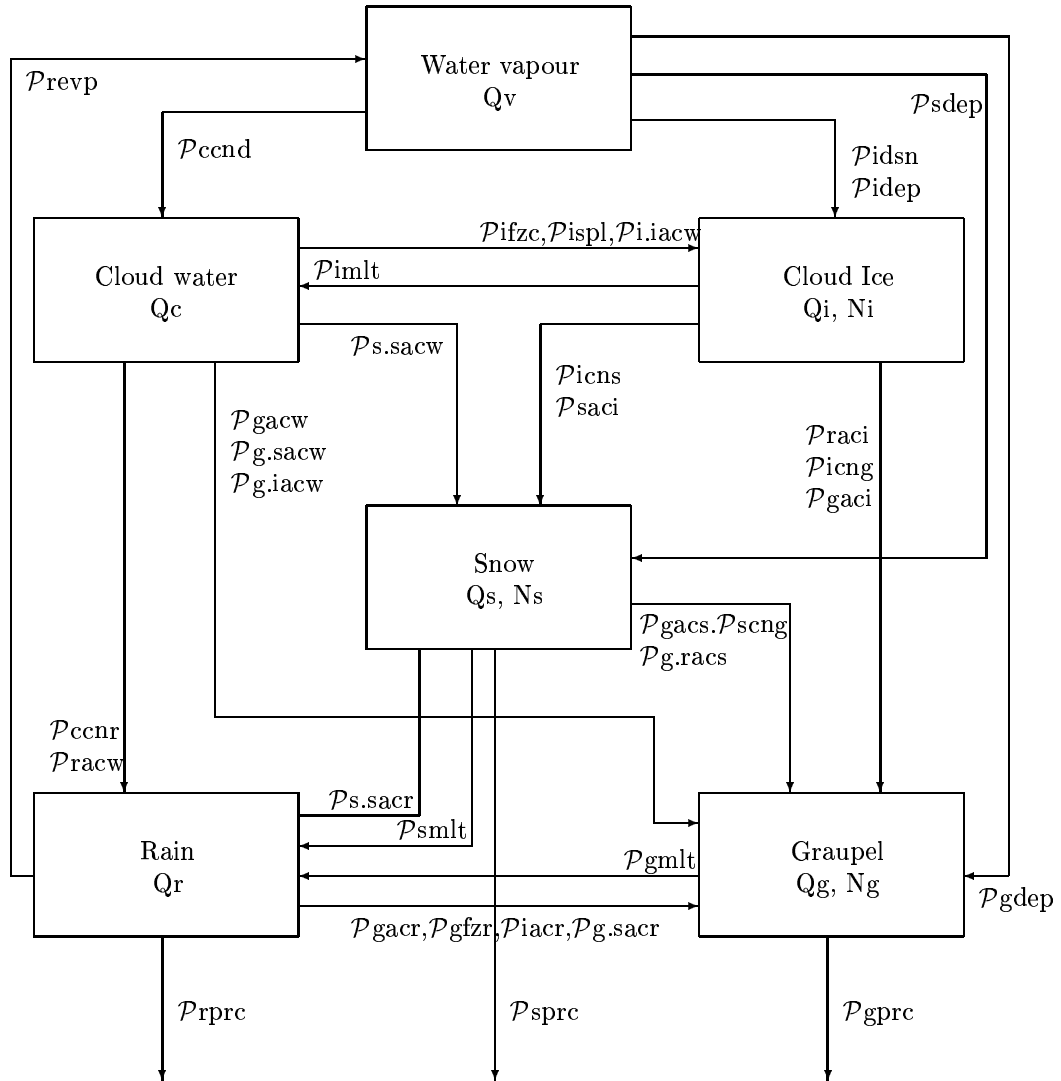 Water vapour
Qv
𝒫revp
𝒫sdep
𝒫ccnd
𝒫idsn
𝒫idep
𝒫ifzc,𝒫ispl,𝒫i.iacw
Cloud water
Qc
𝒫imlt
Cloud Ice
Qi, Ni
𝒫s.sacw
𝒫icns
𝒫saci
𝒫gacw
𝒫g.sacw
𝒫g.iacw
𝒫raci
𝒫icng
𝒫gaci
Snow
Qs, Ns
𝒫gacs.𝒫scng
𝒫g.racs
𝒫ccnr
𝒫racw
𝒫s.sacr
𝒫smlt
Rain
Qr
𝒫gmlt
Graupel
Qg, Ng
𝒫gdep
𝒫gacr,𝒫gfzr,𝒫iacr,𝒫g.sacr
𝒫rprc
𝒫sprc
𝒫gprc